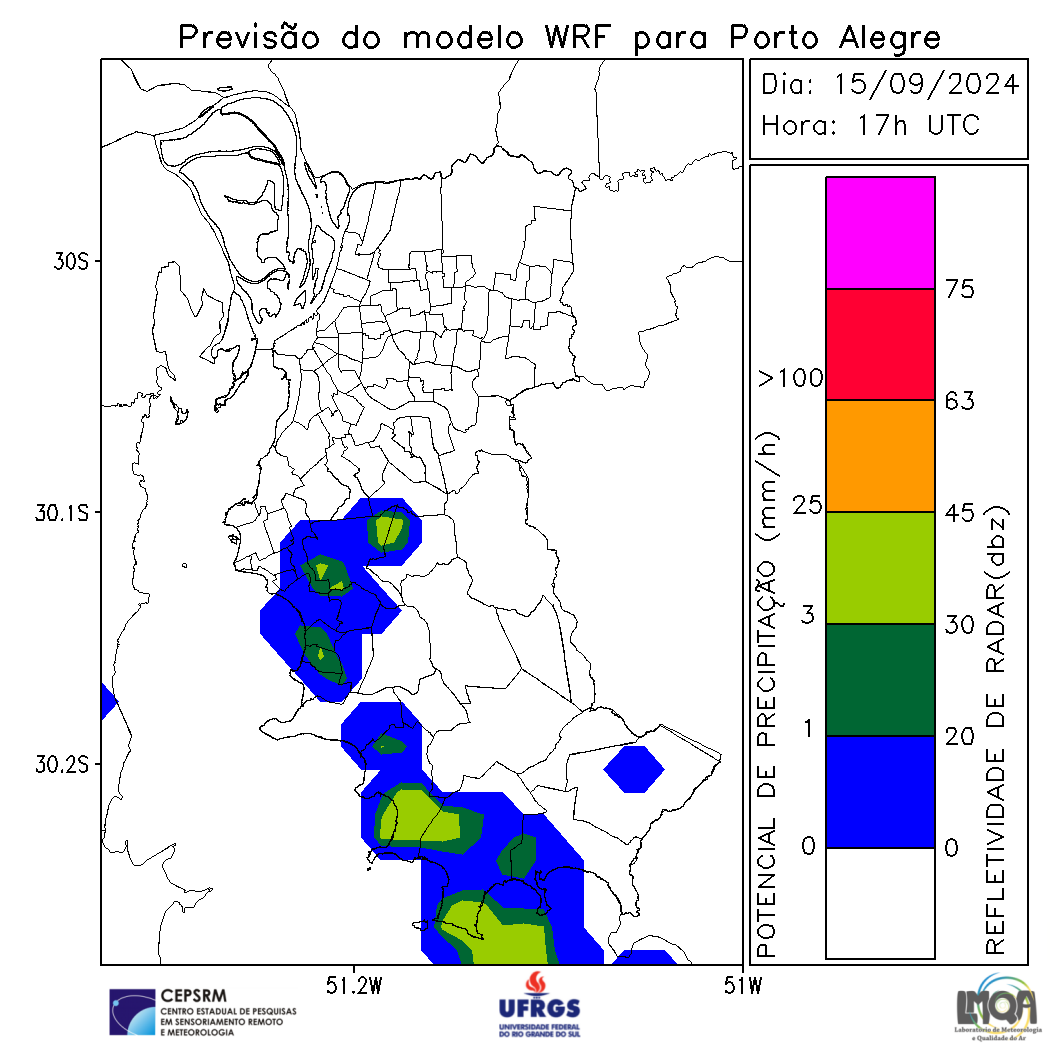 Previsão do modelo WRF para Porto Alegre
Dia: 15/09/2024
Hora: 17h UTC
30S
30.1S
30.2S
51.2W
51W
POTENCIAL DE PRECIPITAÇÃO (mm/h)
>100
25
3
1
0
75
63
45
30
20
0
REFLETIVIDADE DE RADAR(dbz)
CEPSRM
CENTRO ESTADUAL DE PESQUISAS
EM SENSORIAMENTO REMOTO
E METEOROLOGIA
UFRGS
UNIVERSIDADE FEDERAL
DO RIO GRANDE DO SUL
LMQA
Laboratório de Meteorologia
e Qualidade do Ar